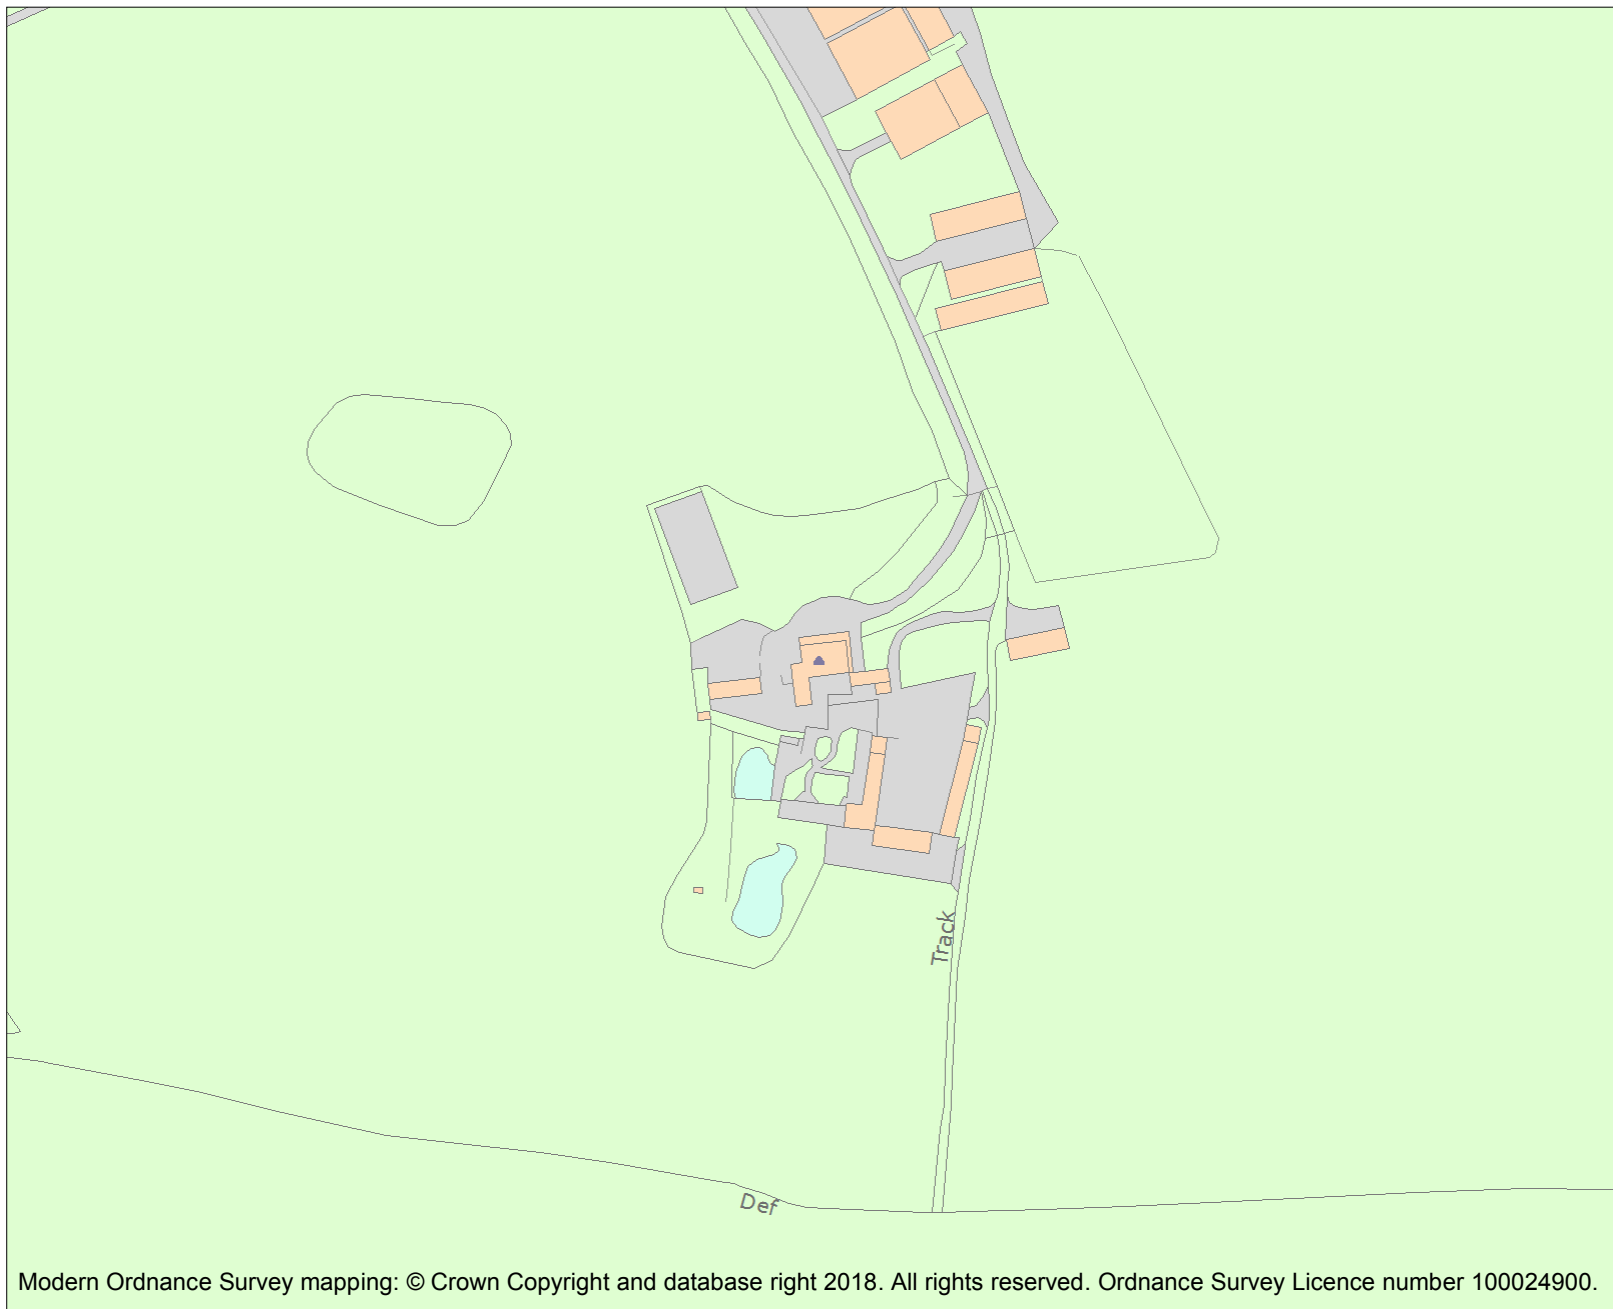 Track
Def
Modern Ordnance Survey mapping: © Crown Copyright and database right 2018. All rights reserved. Ordnance Survey Licence number 100024900.